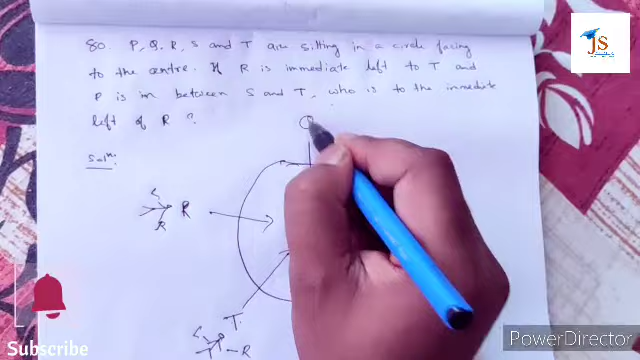 80. P, Q, R, S and T are sitting in a circle facing
to the centre. If R is immediate left to T and
P is in between S and T, who is to the immediate
left of R ?
Soln:
JS
L
R
R
T.
L
R
Subscribe
PowerDirector